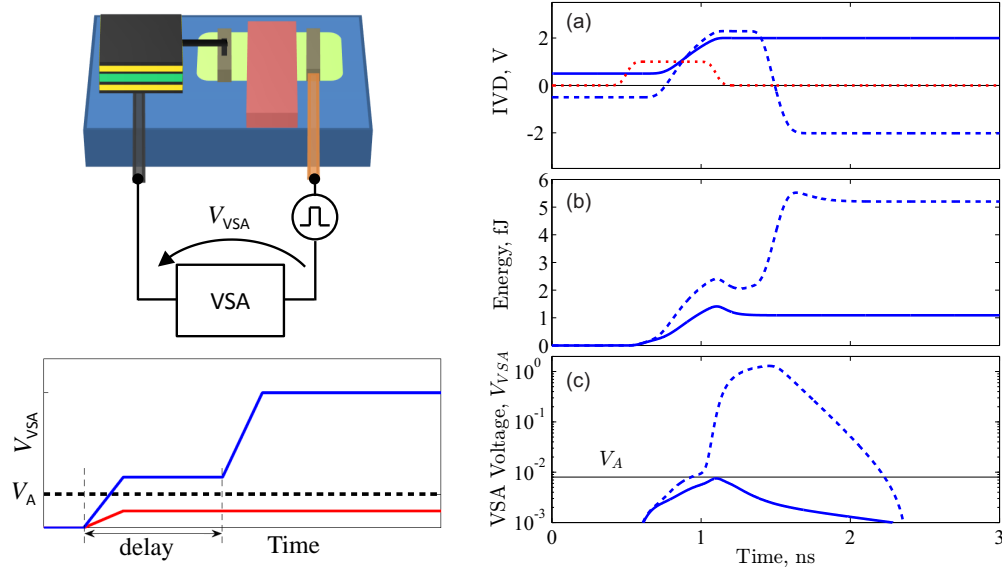 V_VSA
VSA
V_VSA
V_A
delay
Time
(a)
IVD, V
2
0
-2
(b)
Energy, fJ
6
5
4
3
2
1
0
(c)
VSA Voltage, V_VSA
10^0
10^-1
10^-2
10^-3
V_A
0
1
2
3
Time, ns